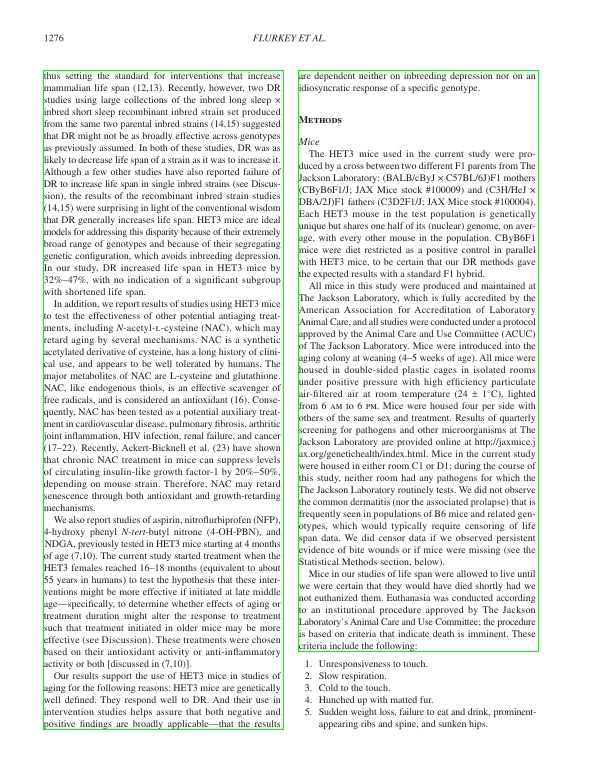 1276
FLURKEY ET AL.
thus setting the standard for interventions that increase
mammalian life span (12,13). Recently, however, two DR
studies using large collections of the inbred long sleep ×
inbred short sleep recombinant inbred strain set produced
from the same two parental inbred strains (14,15) suggested
that DR might not be as broadly effective across genotypes
as previously assumed. In both of these studies, DR was as
likely to decrease life span of a strain as it was to increase it.
Although a few other studies have also reported failure of
DR to increase life span in single inbred strains (see Discus-
sion), the results of the recombinant inbred strain studies
(14,15) were surprising in light of the conventional wisdom
that DR generally increases life span. HET3 mice are ideal
models for addressing this disparity because of their extremely
broad range of genotypes and because of their segregating
genetic configuration, which avoids inbreeding depression.
In our study, DR increased life span in HET3 mice by
32%–47%, with no indication of a significant subgroup
with shortened life span.
In addition, we report results of studies using HET3 mice
to test the effectiveness of other potential antiaging treat-
ments, including N-acetyl-L-cysteine (NAC), which may
retard aging by several mechanisms. NAC is a synthetic
acetylated derivative of cysteine, has a long history of clini-
cal use, and appears to be well tolerated by humans. The
major metabolites of NAC are L-cysteine and glutathione.
NAC, like endogenous thiols, is an effective scavenger of
free radicals, and is considered an antioxidant (16). Conse-
quently, NAC has been tested as a potential auxiliary treat-
ment in cardiovascular disease, pulmonary fibrosis, arthritic
joint inflammation, HIV infection, renal failure, and cancer
(17–22). Recently, Ackert-Bicknell et al. (23) have shown
that chronic NAC treatment in mice can suppress levels
of circulating insulin-like growth factor-1 by 20%–50%,
depending on mouse strain. Therefore, NAC may retard
senescence through both antioxidant and growth-retarding
mechanisms.
We also report studies of aspirin, nitroflurbiprofen (NFP),
4-hydroxy phenyl N-tert-butyl nitrone (4-OH-PBN), and
NDGA, previously tested in HET3 mice starting at 4 months
of age (7,10). The current study started treatment when the
HET3 females reached 16–18 months (equivalent to about
55 years in humans) to test the hypothesis that these inter-
ventions might be more effective if initiated at late middle
age—specifically, to determine whether effects of aging or
treatment duration might alter the response to treatment
such that treatment initiated in older mice may be more
effective (see Discussion). These treatments were chosen
based on their antioxidant activity or anti-inflammatory
activity or both [discussed in (7,10)].
Our results support the use of HET3 mice in studies of
aging for the following reasons: HET3 mice are genetically
well defined. They respond well to DR. And their use in
intervention studies helps assure that both negative and
positive findings are broadly applicable—that the results
are dependent neither on inbreeding depression nor on an
idiosyncratic response of a specific genotype.
METHODS
Mice
The HET3 mice used in the current study were pro-
duced by a cross between two different F1 parents from The
Jackson Laboratory: (BALB/cByJ × C57BL/6J)F1 mothers
(CByB6F1/J; JAX Mice stock #100009) and (C3H/HeJ ×
DBA/2J)F1 fathers (C3D2F1/J; JAX Mice stock #100004).
Each HET3 mouse in the test population is genetically
unique but shares one half of its (nuclear) genome, on aver-
age, with every other mouse in the population. CByB6F1
mice were diet restricted as a positive control in parallel
with HET3 mice, to be certain that our DR methods gave
the expected results with a standard F1 hybrid.
All mice in this study were produced and maintained at
The Jackson Laboratory, which is fully accredited by the
American Association for Accreditation of Laboratory
Animal Care, and all studies were conducted under a protocol
approved by the Animal Care and Use Committee (ACUC)
of The Jackson Laboratory. Mice were introduced into the
aging colony at weaning (4–5 weeks of age). All mice were
housed in double-sided plastic cages in isolated rooms
under positive pressure with high efficiency particulate
air-filtered air at room temperature (24 ± 1°C), lighted
from 6 AM to 6 PM. Mice were housed four per side with
others of the same sex and treatment. Results of quarterly
screening for pathogens and other microorganisms at The
Jackson Laboratory are provided online at http://jaxmice.j
ax.org/genetichealth/index.html. Mice in the current study
were housed in either room C1 or D1; during the course of
this study, neither room had any pathogens for which the
The Jackson Laboratory routinely tests. We did not observe
the common dermatitis (nor the associated prolapse) that is
frequently seen in populations of B6 mice and related gen-
otypes, which would typically require censoring of life
span data. We did censor data if we observed persistent
evidence of bite wounds or if mice were missing (see the
Statistical Methods section, below).
Mice in our studies of life span were allowed to live until
we were certain that they would have died shortly had we
not euthanized them. Euthanasia was conducted according
to an institutional procedure approved by The Jackson
Laboratory's Animal Care and Use Committee; the procedure
is based on criteria that indicate death is imminent. These
criteria include the following:
1. Unresponsiveness to touch.
2. Slow respiration.
3. Cold to the touch.
4. Hunched up with matted fur.
5. Sudden weight loss, failure to eat and drink, prominent-
appearing ribs and spine, and sunken hips.